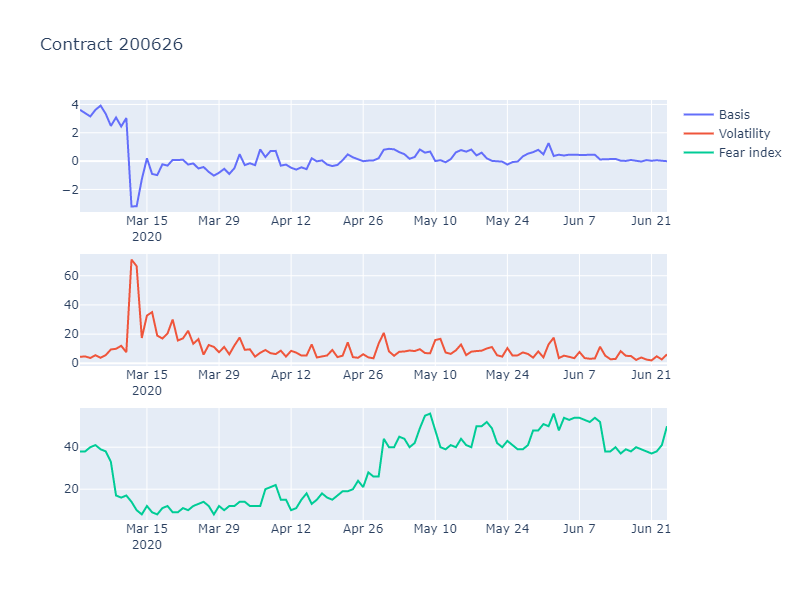 Contract 200626
Basis
Volatility
Fear index
4
2
0
−2
Mar 15
2020
Mar 29
Apr 12
Apr 26
May 10
May 24
Jun 7
Jun 21
60
40
20
0
Mar 15
2020
Mar 29
Apr 12
Apr 26
May 10
May 24
Jun 7
Jun 21
40
20
Mar 15
2020
Mar 29
Apr 12
Apr 26
May 10
May 24
Jun 7
Jun 21